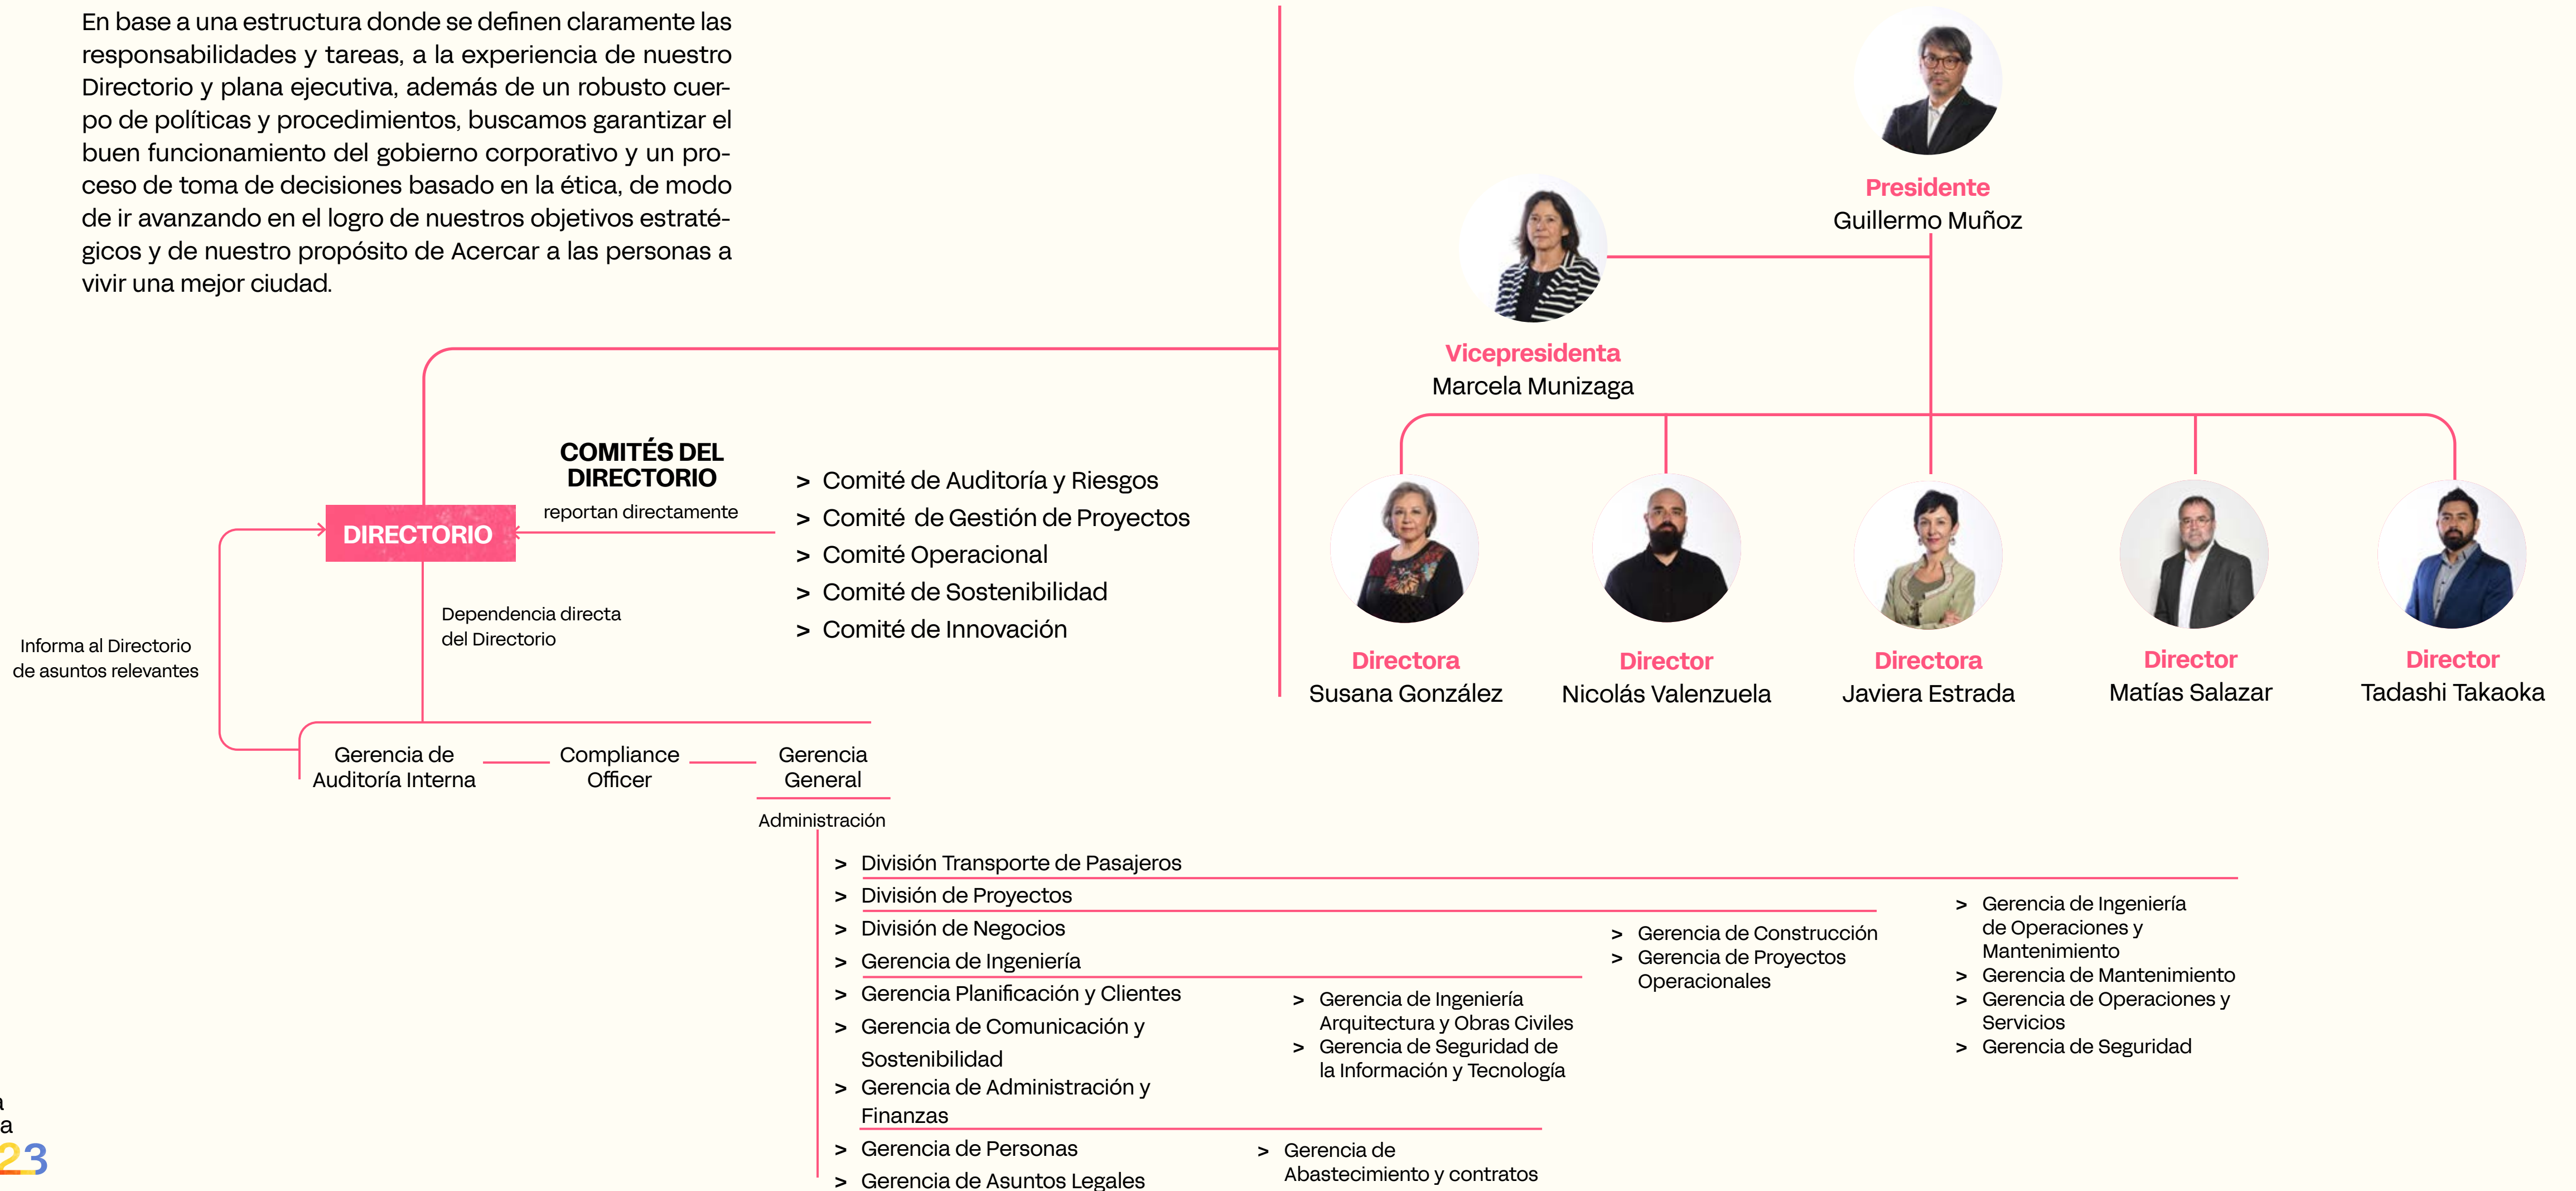 En base a una estructura donde se definen claramente las
responsabilidades y tareas, a la experiencia de nuestro
Directorio y plana ejecutiva, además de un robusto cuer-
po de políticas y procedimientos, buscamos garantizar el
buen funcionamiento del gobierno corporativo y un pro-
ceso de toma de decisiones basado en la ética, de modo
de ir avanzando en el logro de nuestros objetivos estraté-
gicos y de nuestro propósito de Acercar a las personas a
vivir una mejor ciudad.
Presidente
Guillermo Muñoz
Vicepresidenta
Marcela Munizaga
Directora
Susana González
Director
Nicolás Valenzuela
Directora
Javiera Estrada
Director
Matías Salazar
Director
Tadashi Takaoka
COMITÉS DEL
DIRECTORIO
reportan directamente
DIRECTORIO
> Comité de Auditoría y Riesgos
> Comité de Gestión de Proyectos
> Comité Operacional
> Comité de Sostenibilidad
> Comité de Innovación
Dependencia directa
del Directorio
Informa al Directorio
de asuntos relevantes
Gerencia de
Auditoría Interna
Compliance
Officer
Gerencia
General
Administración
> División Transporte de Pasajeros
> División de Proyectos
> División de Negocios
> Gerencia de Ingeniería
> Gerencia Planificación y Clientes
> Gerencia de Comunicación y
Sostenibilidad
> Gerencia de Administración y
Finanzas
> Gerencia de Personas
> Gerencia de Asuntos Legales
> Gerencia de Ingeniería
Arquitectura y Obras Civiles
> Gerencia de Seguridad de
la Información y Tecnología
> Gerencia de
Abastecimiento y contratos
> Gerencia de Construcción
> Gerencia de Proyectos
Operacionales
> Gerencia de Ingeniería
de Operaciones y
Mantenimiento
> Gerencia de Mantenimiento
> Gerencia de Operaciones y
Servicios
> Gerencia de Seguridad
a
a
23